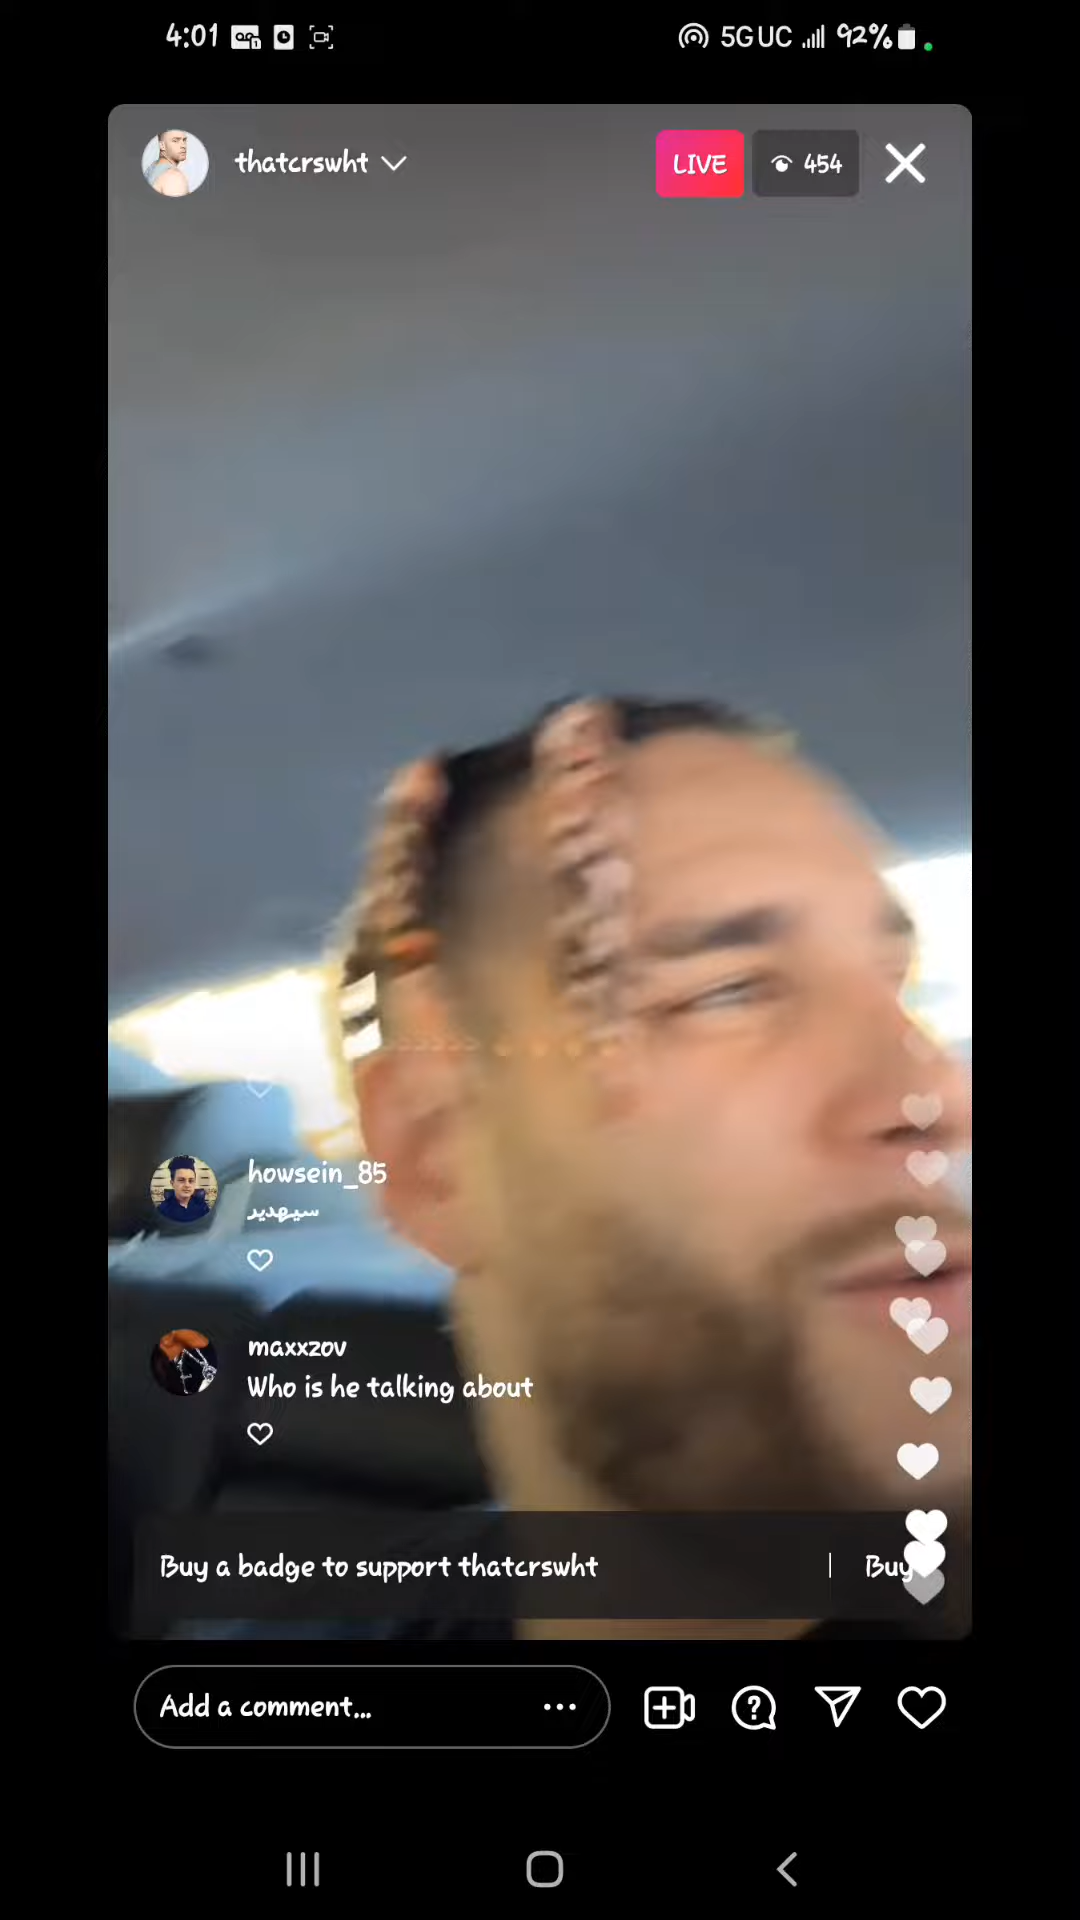 4:01
5G UC 92%
thatcrswht
LIVE
454
howsein_85
سیهدیر
maxxzov
Who is he talking about
Buy a badge to support thatcrswht | Buy
Add a comment...